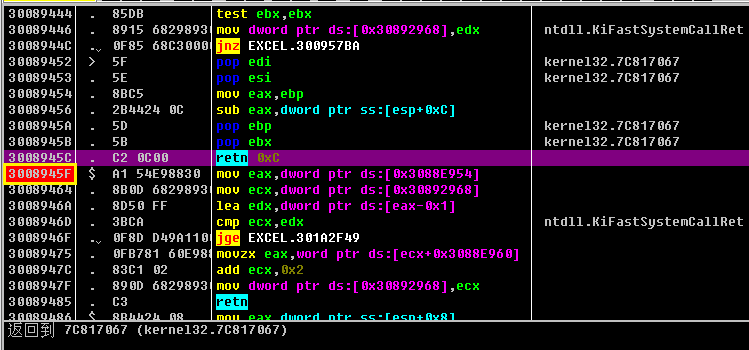 30089444 . 85DB test ebx,ebx
30089446 . 8915 68298930 mov dword ptr ds:[0x30892968],edx ntdll.KiFastSystemCallRet
3008944C . 0F85 68C30000 jnz EXCEL.300957BA
30089452 > 5F pop edi kernel32.7C817067
30089453 . 5E pop esi kernel32.7C817067
30089454 . 8BC5 mov eax,ebp
30089456 . 2B4424 0C sub eax,dword ptr ss:[esp+0xC]
3008945A . 5D pop ebp kernel32.7C817067
3008945B . 5B pop ebx kernel32.7C817067
3008945C . C2 0C00 retn 0xC
3008945F $ A1 54E98830 mov eax,dword ptr ds:[0x3088E954]
30089464 . 8B0D 68298930 mov ecx,dword ptr ds:[0x30892968]
3008946A . 8D50 FF lea edx,dword ptr ds:[eax-0x1]
3008946D . 3BCA cmp ecx,edx ntdll.KiFastSystemCallRet
3008946F . 0F8D D49A1100 jge EXCEL.301A2F49
30089475 . 0FB781 60E988 movzx eax,word ptr ds:[ecx+0x3088E960]
3008947C . 83C1 02 add ecx,0x2
3008947F . 890D 68298930 mov dword ptr ds:[0x30892968],ecx
30089485 . C3 retn
30089486 $ 8B4424 08 mov eax,dword ptr ss:[esp+0x8]
返回到 7C817067 (kernel32.7C817067)